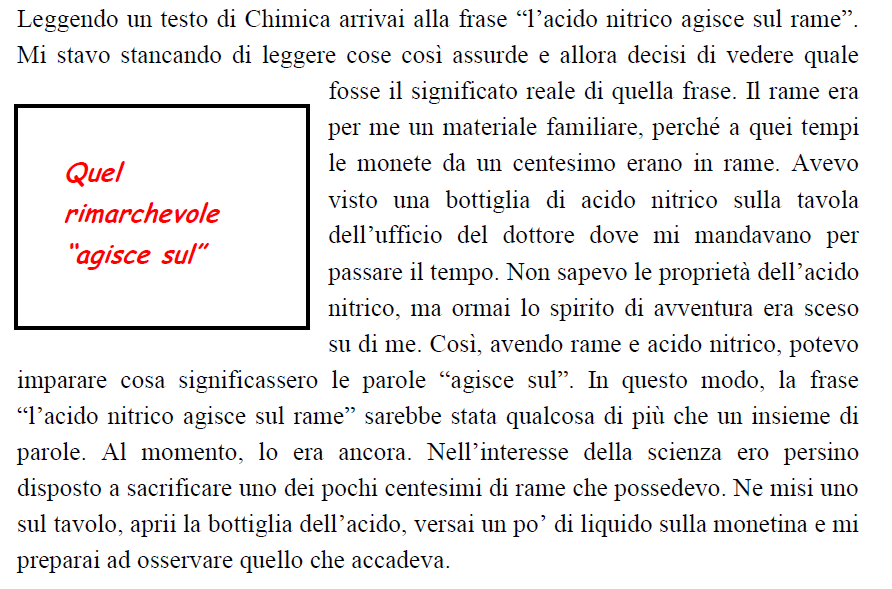 Leggendo un testo di Chimica arrivai alla frase “l’acido nitrico agisce sul rame”.
Mi stavo stancando di leggere cose così assurde e allora decisi di vedere quale
fosse il significato reale di quella frase. Il rame era
per me un materiale familiare, perché a quei tempi
le monete da un centesimo erano in rame. Avevo
visto una bottiglia di acido nitrico sulla tavola
dell’ufficio del dottore dove mi mandavano per
passare il tempo. Non sapevo le proprietà dell’acido
nitrico, ma ormai lo spirito di avventura era sceso
su di me. Così, avendo rame e acido nitrico, potevo
imparare cosa significassero le parole “agisce sul”. In questo modo, la frase
“l’acido nitrico agisce sul rame” sarebbe stata qualcosa di più che un insieme di
parole. Al momento, lo era ancora. Nell’interesse della scienza ero persino
disposto a sacrificare uno dei pochi centesimi di rame che possedevo. Ne misi uno
sul tavolo, aprii la bottiglia dell’acido, versai un po’ di liquido sulla monetina e mi
preparai ad osservare quello che accadeva.
Quel
rimarchevole
“agisce sul”